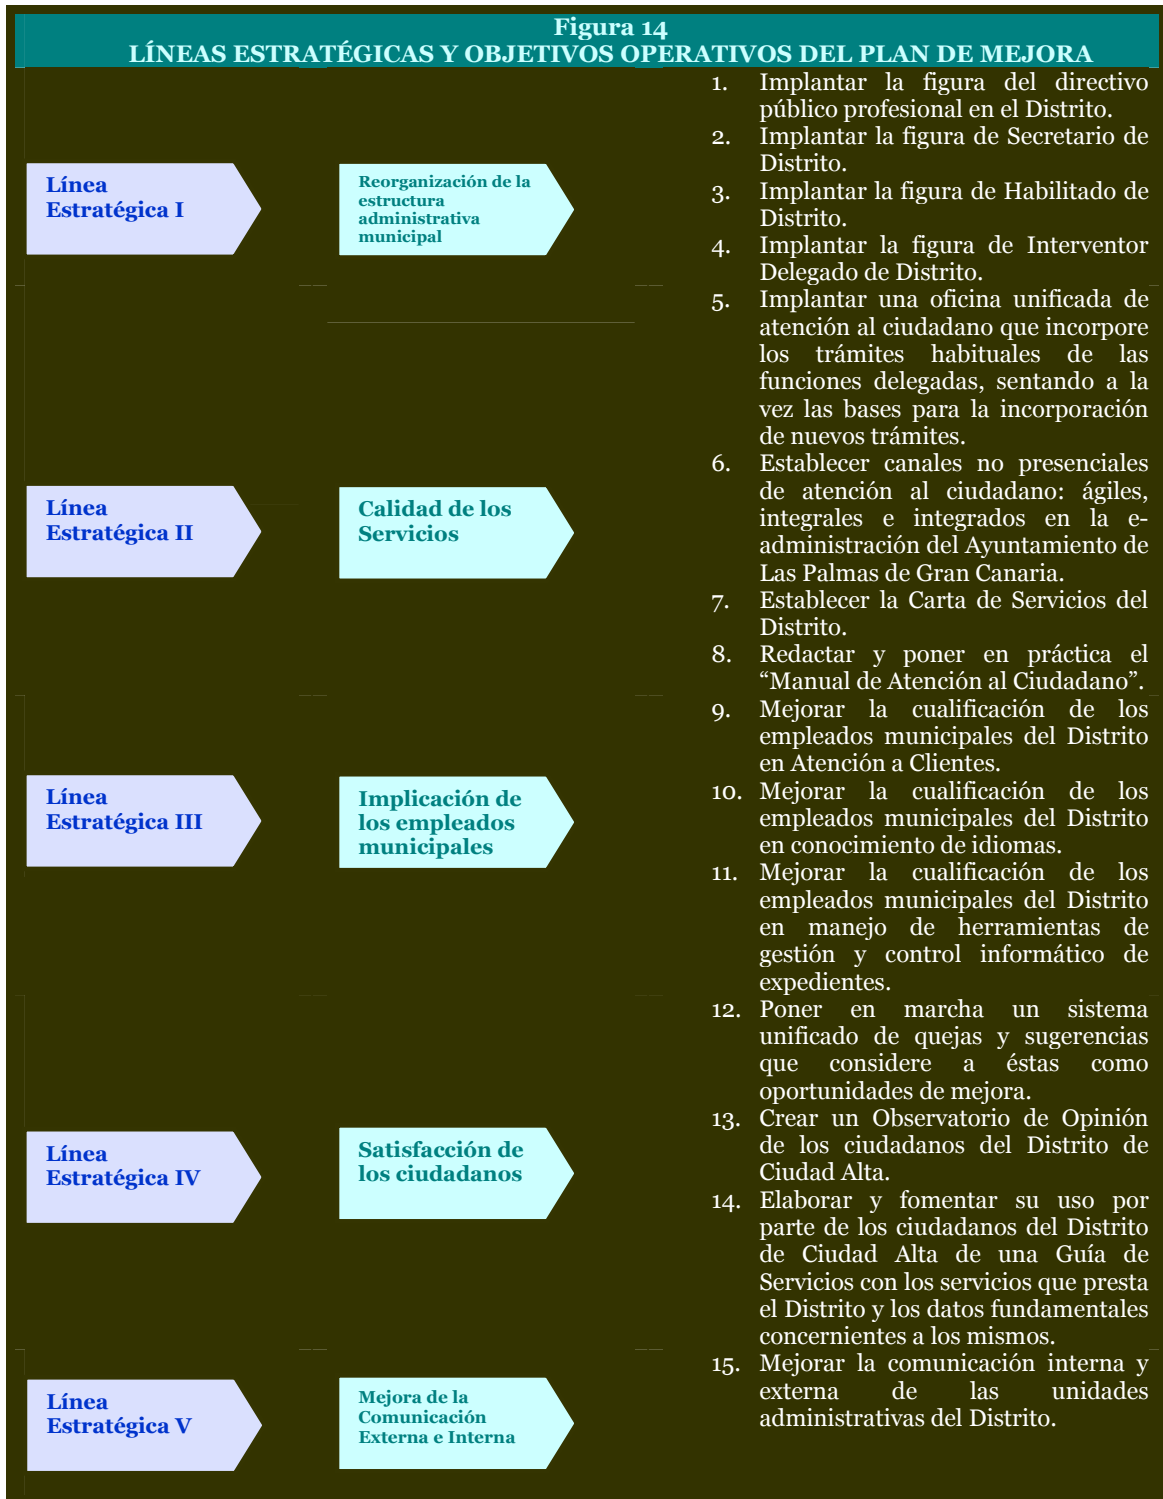 Figura 14
LÍNEAS ESTRATÉGICAS Y OBJETIVOS OPERATIVOS DEL PLAN DE MEJORA
Línea
Estratégica I
Reorganización de la
estructura
administrativa
municipal
1. Implantar la figura del directivo
público profesional en el Distrito.
2. Implantar la figura de Secretario de
Distrito.
3. Implantar la figura de Habilitado de
Distrito.
4. Implantar la figura de Interventor
Delegado de Distrito.
Línea
Estratégica II
Calidad de los
Servicios
5. Implantar una oficina unificada de
atención al ciudadano que incorpore
los trámites habituales de las
funciones delegadas, sentando a la
vez las bases para la incorporación
de nuevos trámites.
6. Establecer canales no presenciales
de atención al ciudadano: ágiles,
integrales e integrados en la e-
administración del Ayuntamiento de
Las Palmas de Gran Canaria.
7. Establecer la Carta de Servicios del
Distrito.
8. Redactar y poner en práctica el
“Manual de Atención al Ciudadano”.
Línea
Estratégica III
Implicación de
los empleados
municipales
9. Mejorar la cualificación de los
empleados municipales del Distrito
en Atención a Clientes.
10. Mejorar la cualificación de los
empleados municipales del Distrito
en conocimiento de idiomas.
11. Mejorar la cualificación de los
empleados municipales del Distrito
en manejo de herramientas de
gestión y control informático de
expedientes.
Línea
Estratégica IV
Satisfacción de
los ciudadanos
12. Poner en marcha un sistema
unificado de quejas y sugerencias
que considere a éstas como
oportunidades de mejora.
13. Crear un Observatorio de Opinión
de los ciudadanos del Distrito de
Ciudad Alta.
14. Elaborar y fomentar su uso por
parte de los ciudadanos del Distrito
de Ciudad Alta de una Guía de
Servicios con los servicios que presta
el Distrito y los datos fundamentales
concernientes a los mismos.
Línea
Estratégica V
Mejora de la
Comunicación
Externa e Interna
15. Mejorar la comunicación interna y
externa de las unidades
administrativas del Distrito.